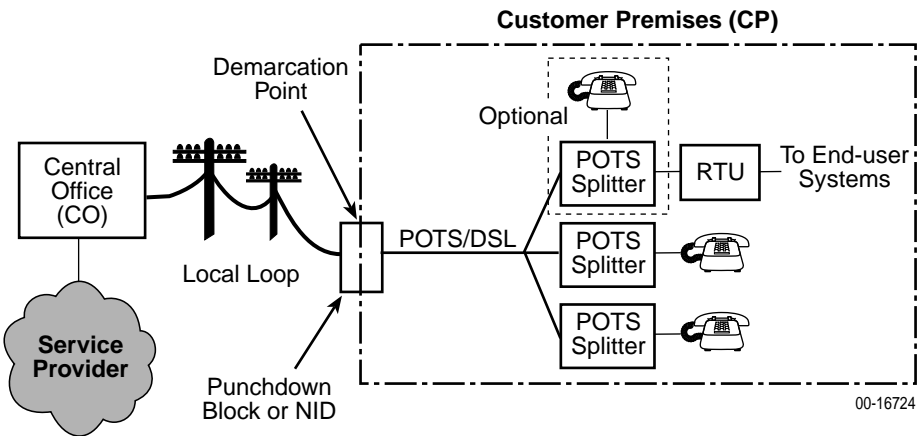 Customer Premises (CP)
Demarcation
Point
Optional
Central
Office
(CO)
POTS
Splitter
RTU
To End-user
Systems
POTS/DSL
Local Loop
POTS
Splitter
POTS
Splitter
Service
Provider
Punchdown
Block or NID
00-16724